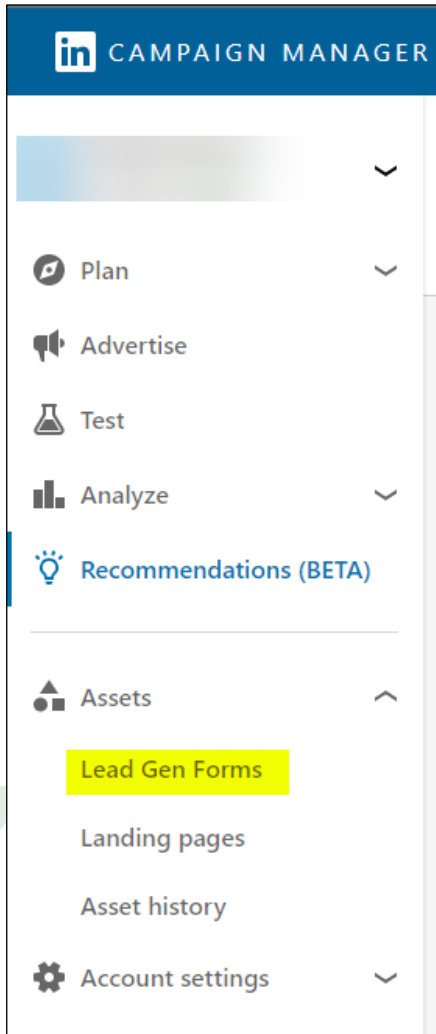 in CAMPAIGN MANAGER
Plan
Advertise
Test
Analyze
Recommendations (BETA)
Assets
Lead Gen Forms
Landing pages
Asset history
Account settings